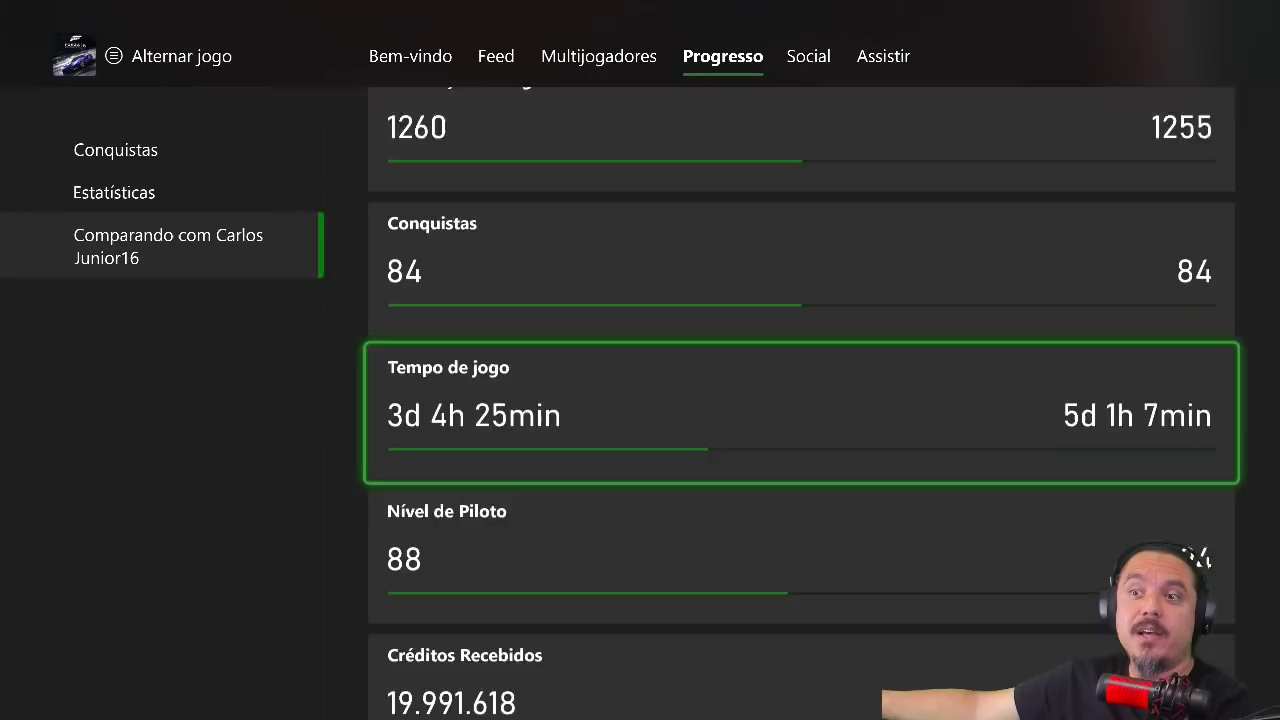 Alternar jogo
Bem-vindo Feed Multijogadores Progresso Social Assistir
Conquistas
Estatísticas
Comparando com Carlos
Junior16
1260 1255
Conquistas
84 84
Tempo de jogo
3d 4h 25min 5d 1h 7min
Nível de Piloto
88
Créditos Recebidos
19.991.618